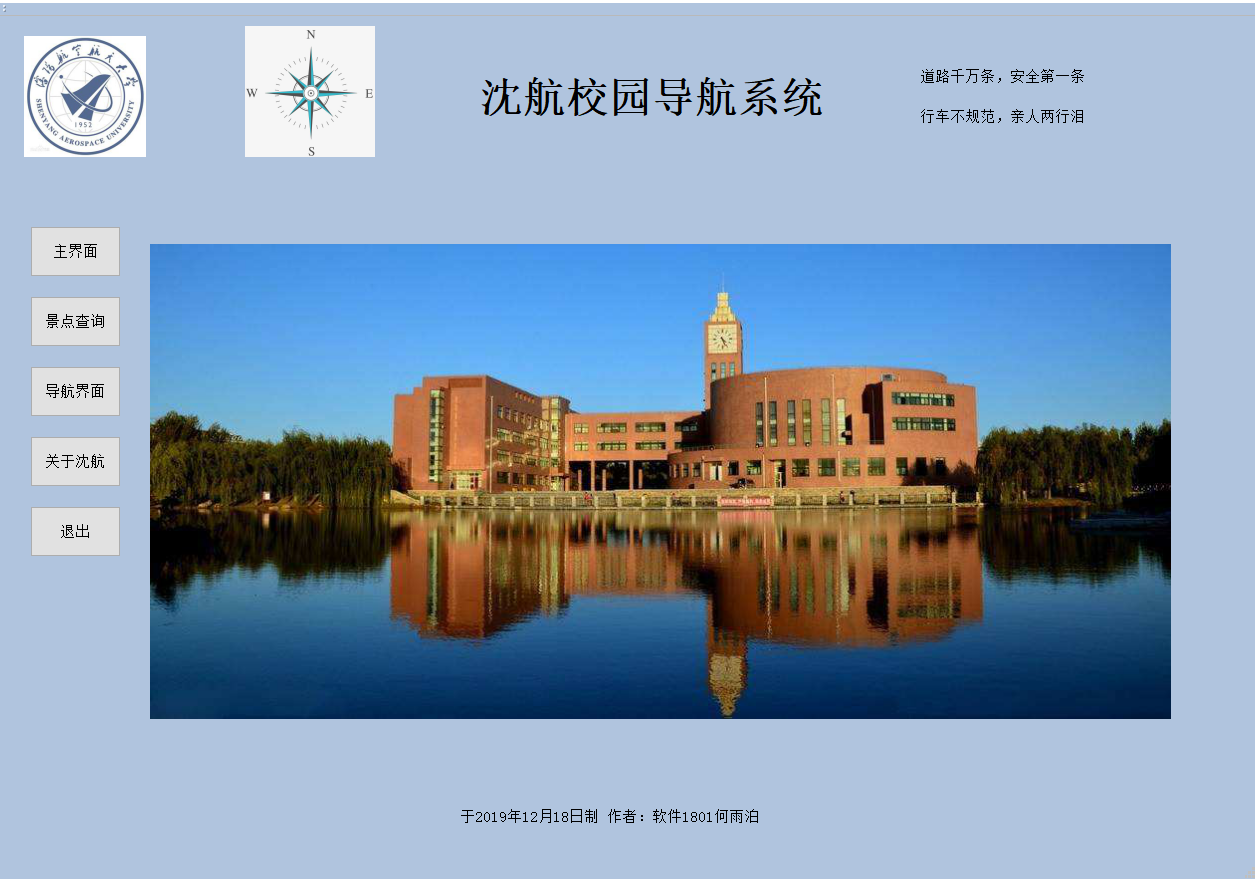 沈阳航空航天大学
SHENYANG AEROSPACE UNIVERSITY
1952
N
W E
S
沈航校园导航系统
道路千万条，安全第一条
行车不规范，亲人两行泪
主界面
景点查询
导航界面
关于沈航
退出
于2019年12月18日制 作者：软件1801何雨泊